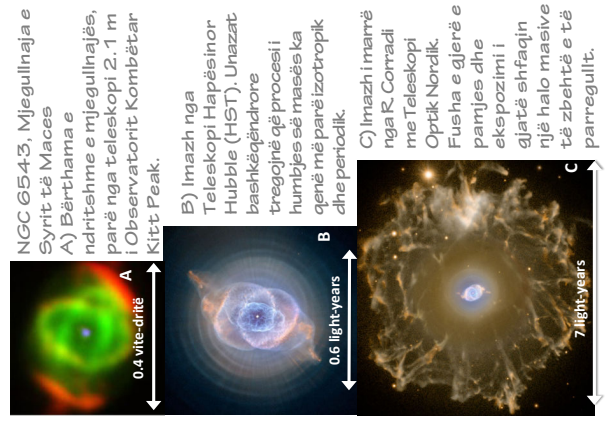 NGC 6543, Mjegullnaja e
Syrit të Maces
A) Bërthama e
ndritshme e mjegullnajës,
parë nga teleskopi 2.1 m
i Observatorit Kombëtar
Kitt Peak.
A
0.4 vite-dritë
B) Imazh nga
Teleskopi Hapësinor
Hubble (HST). Unazat
bashkëqëndrore
tregojnë që procesi i
humbjes së masës ka
qenë më parë izotropik
dhe periodik.
B
0.6 light-years
C) Imazh i marrë
nga R. Corradi
me Teleskopi
Optik Nordik.
Fusha e gjerë e
pamjes dhe
ekspozimi i
gjatë shfaqin
një halo masive
të zbehtë e të
parregullt.
C
7 light-years